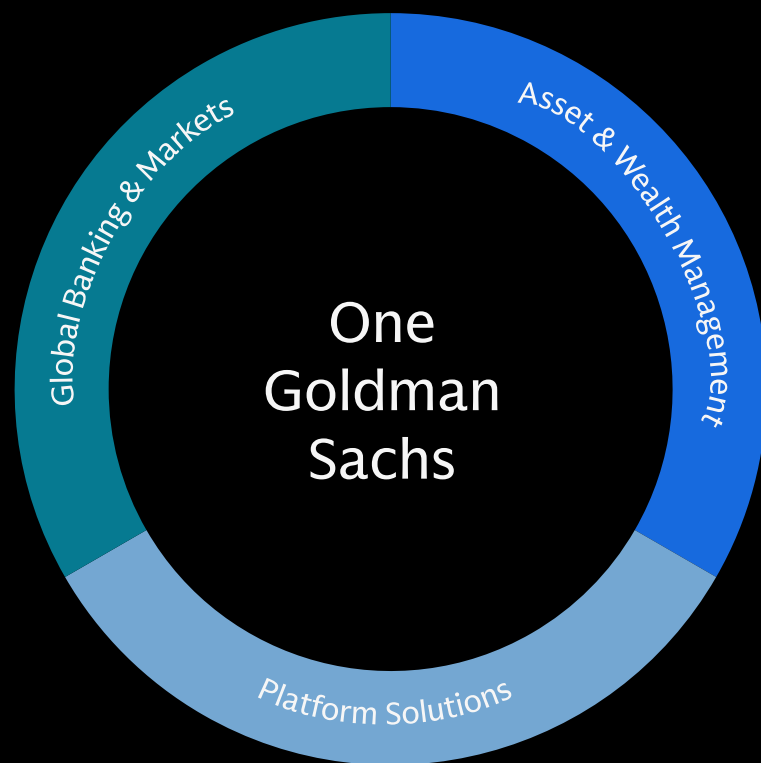 Global Banking & Markets
Asset & Wealth Management
One
Goldman
Sachs
Platform Solutions